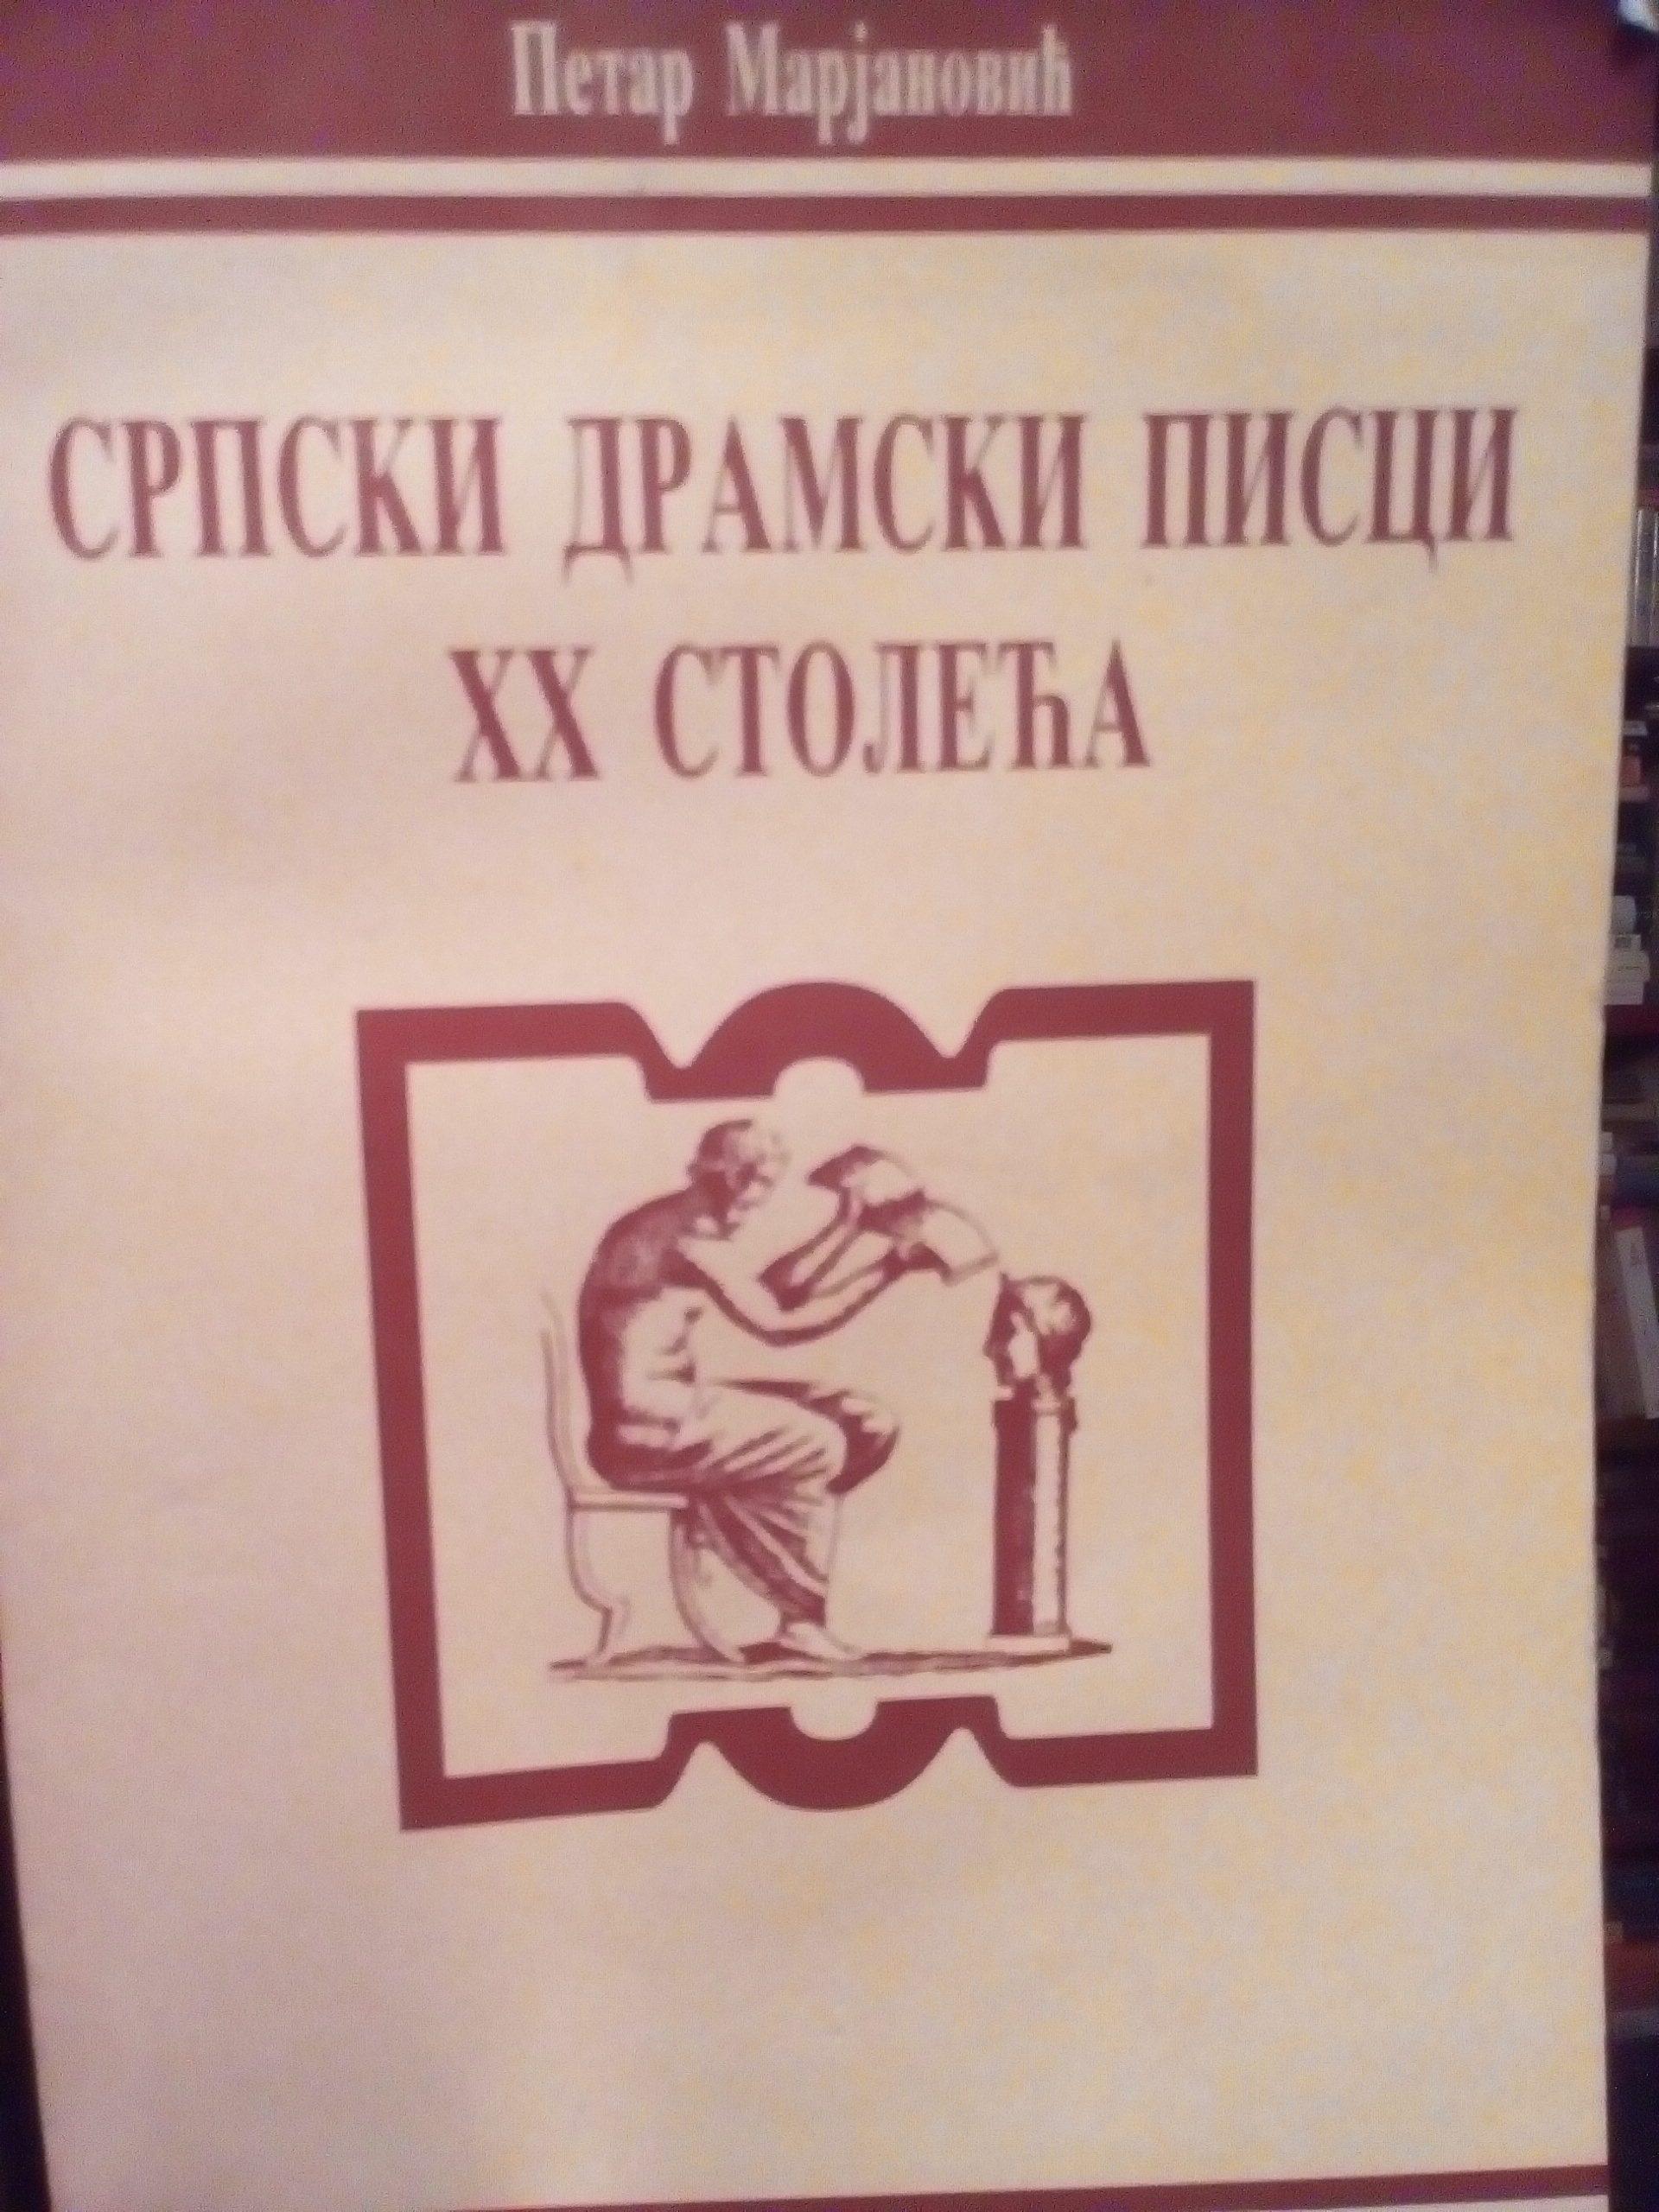 Петар Марјановић
СРПСКИ ДРАМСКИ ПИСЦИ
XX СТОЛЕЋА